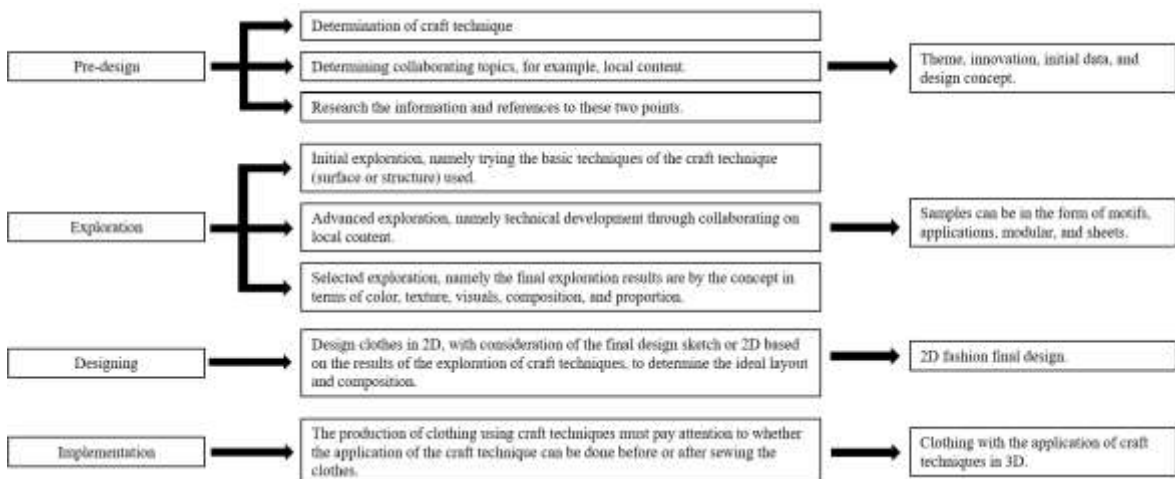 Pre-design
Determination of craft technique
Determining collaborating topics, for example, local content.
Research the information and references to these two points.
Theme, innovation, initial data, and
design concept.
Exploration
Initial exploration, namely trying the basic techniques of the craft technique
(surface or structure) used.
Advanced exploration, namely technical development through collaborating on
local content.
Selected exploration, namely the final exploration results are by the concept in
terms of color, texture, visuals, composition, and proportion.
Samples can be in the form of motifs,
applications, modular, and sheets.
Designing
Design clothes in 2D, with consideration of the final design sketch or 2D based
on the results of the exploration of craft techniques, to determine the ideal layout
and composition.
2D fashion final design.
Implementation
The production of clothing using craft techniques must pay attention to whether
the application of the craft technique can be done before or after sewing the
clothes.
Clothing with the application of craft
techniques in 3D.